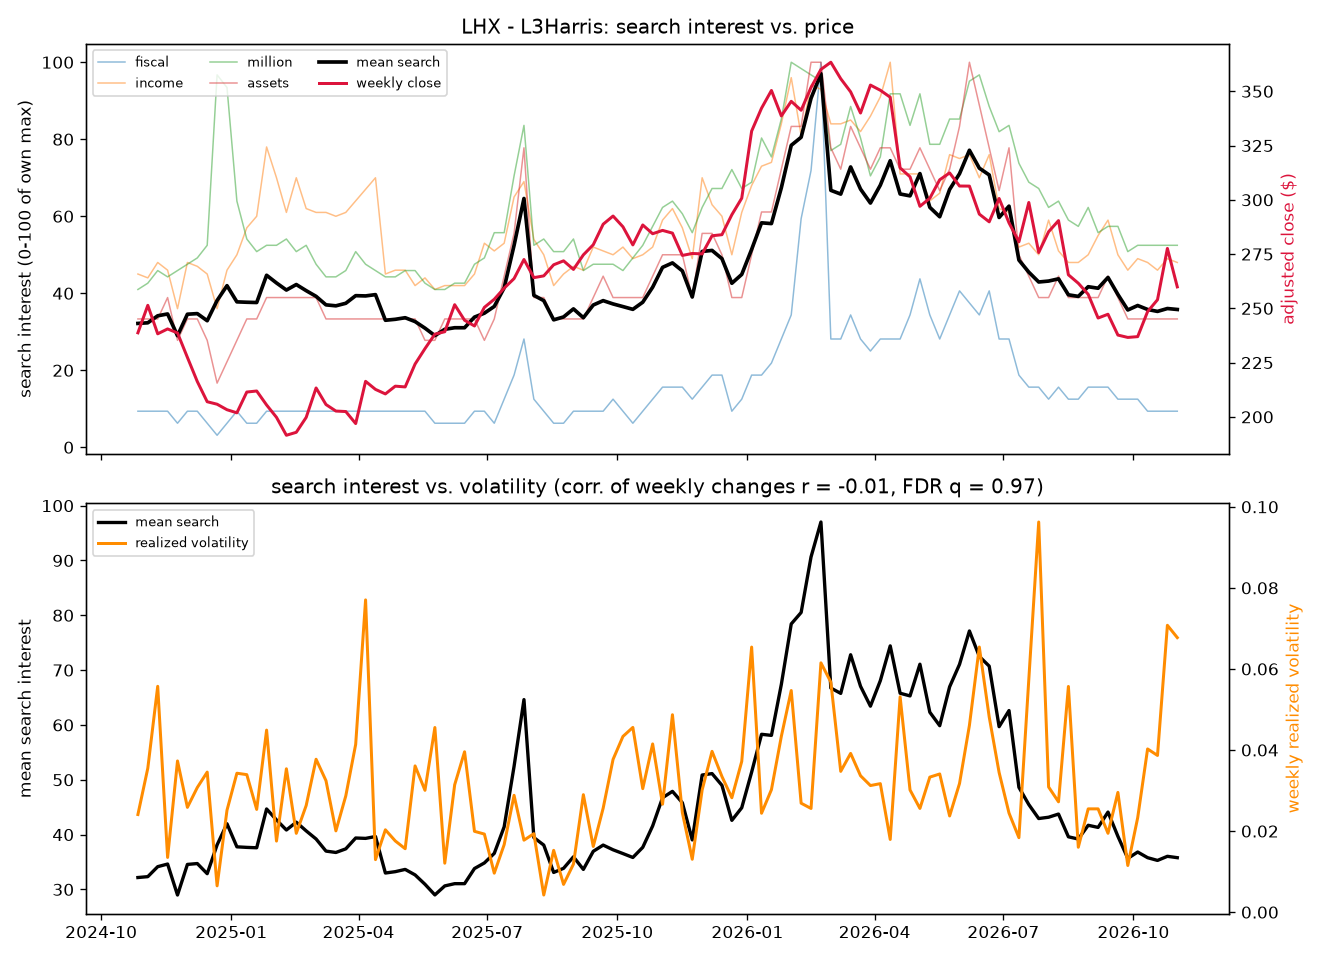 LHX - L3Harris: search interest vs. price
fiscal
income
million
assets
mean search
weekly close
search interest (0-100 of own max)
100
80
60
40
20
0
adjusted close ($)
350
325
300
275
250
225
200
search interest vs. volatility (corr. of weekly changes r = -0.01, FDR q = 0.97)
mean search
realized volatility
mean search interest
100
90
80
70
60
50
40
30
weekly realized volatility
0.10
0.08
0.06
0.04
0.02
0.00
2024-10
2025-01
2025-04
2025-07
2025-10
2026-01
2026-04
2026-07
2026-10